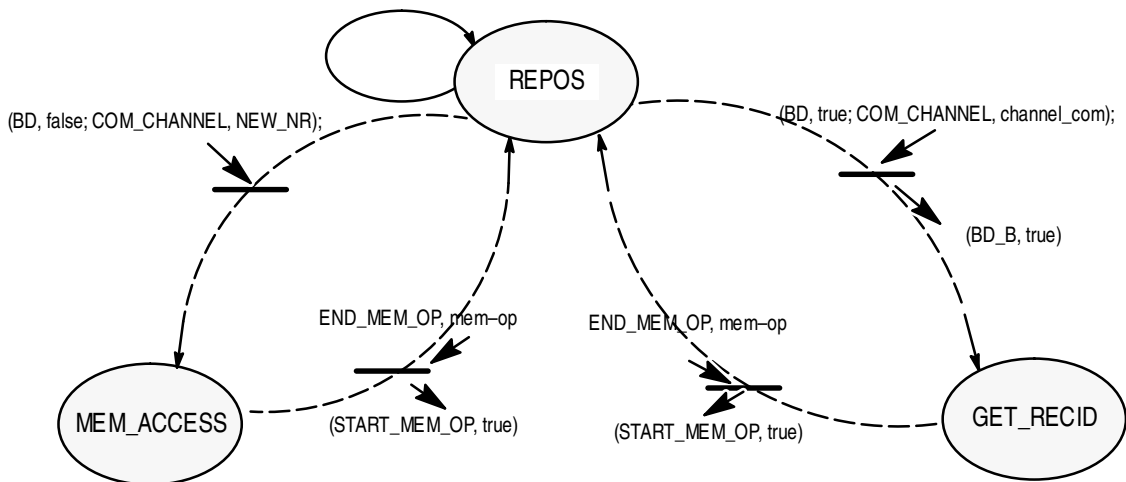 REPOS
(BD, false; COM_CHANNEL, NEW_NR);
(BD, true; COM_CHANNEL, channel_com);
(BD_B, true)
END_MEM_OP, mem–op
END_MEM_OP, mem–op
MEM_ACCESS
(START_MEM_OP, true)
(START_MEM_OP, true)
GET_RECID